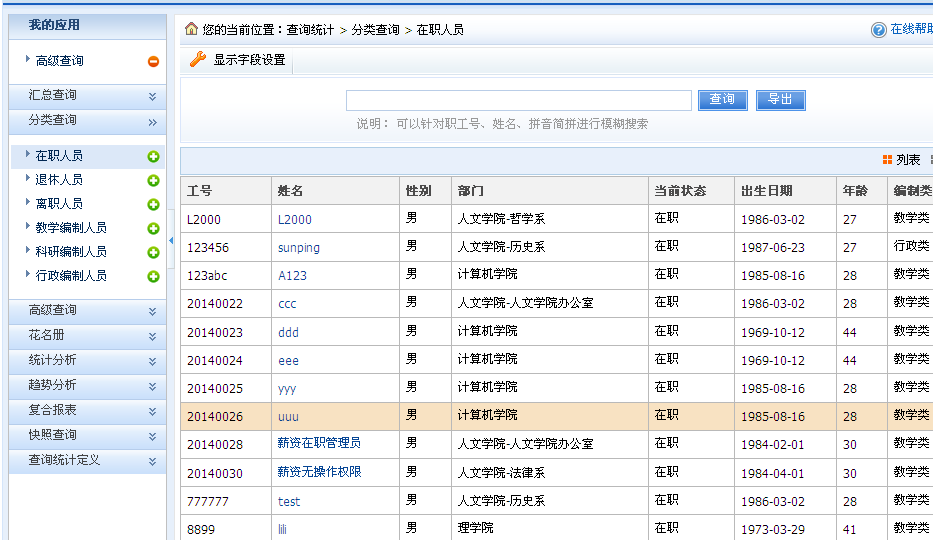 我的应用
高级查询
汇总查询
分类查询
在职人员
退休人员
离职人员
教学编制人员
科研编制人员
行政编制人员
高级查询
花名册
统计分析
趋势分析
复合报表
快照查询
查询统计定义
您的当前位置：查询统计 > 分类查询 > 在职人员
在线帮助
显示字段设置
查询 导出
说明： 可以针对职工号、姓名、拼音简拼进行模糊搜索
列表
工号 姓名 性别 部门 当前状态 出生日期 年龄 编制类
L2000 L2000 男 人文学院-哲学系 在职 1986-03-02 27 教学类
123456 sunping 男 人文学院-历史系 在职 1987-06-23 27 行政类
123abc A123 男 计算机学院 在职 1985-08-16 28 教学类
20140022 ccc 男 人文学院-人文学院办公室 在职 1986-03-02 28 教学类
20140023 ddd 男 计算机学院 在职 1969-10-12 44 教学类
20140024 eee 男 计算机学院 在职 1969-10-12 44 教学类
20140025 yyy 男 计算机学院 在职 1985-08-16 28 教学类
20140026 uuu 男 计算机学院 在职 1985-08-16 28 教学类
20140028 薪资在职管理员 男 人文学院-人文学院办公室 在职 1984-02-01 30 教学类
20140030 薪资无操作权限 男 人文学院-法律系 在职 1984-04-01 30 教学类
777777 test 男 人文学院-历史系 在职 1986-03-02 28 教学类
8899 lili 男 理学院 在职 1973-03-29 41 教学类